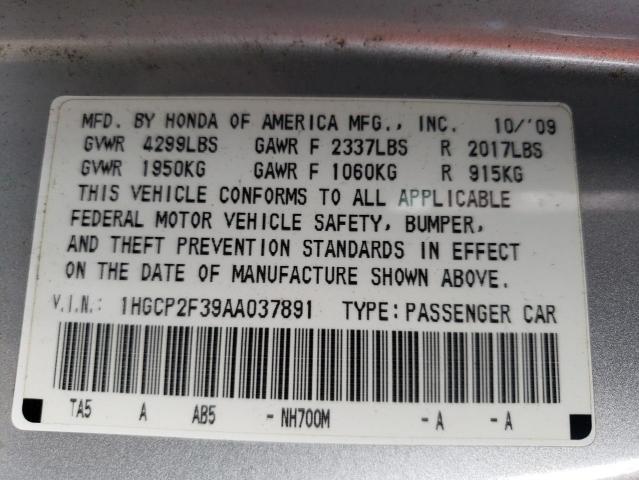 MFD. BY HONDA OF AMERICA MFG., INC. 10/'09
GVWR 4299LBS GAWR F 2337LBS R 2017LBS
GVWR 1950KG GAWR F 1060KG R 915KG
THIS VEHICLE CONFORMS TO ALL APPLICABLE
FEDERAL MOTOR VEHICLE SAFETY, BUMPER,
AND THEFT PREVENTION STANDARDS IN EFFECT
ON THE DATE OF MANUFACTURE SHOWN ABOVE.
V.I.N.: 1HGCP2F39AA037891 TYPE:PASSENGER CAR
TA5 A AB5 - NH700M - A - A